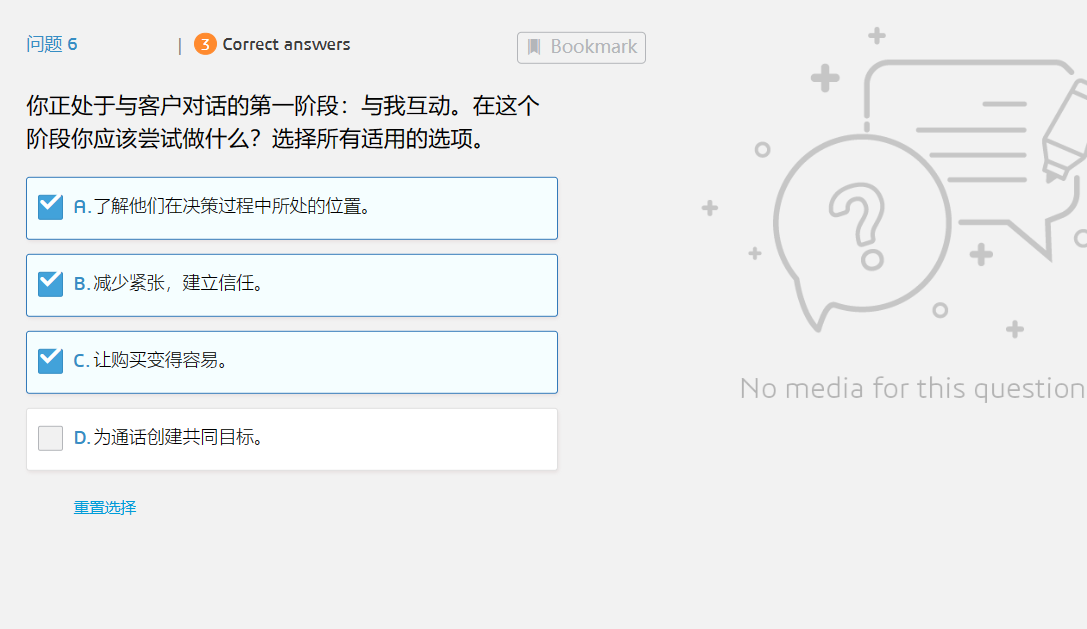 问题 6
| 3 Correct answers
Bookmark
你正处于与客户对话的第一阶段：与我互动。在这个
阶段你应该尝试做什么？选择所有适用的选项。
A.了解他们在决策过程中所处的位置。
B.减少紧张，建立信任。
C.让购买变得容易。
D.为通话创建共同目标。
重置选择
?
No media for this question